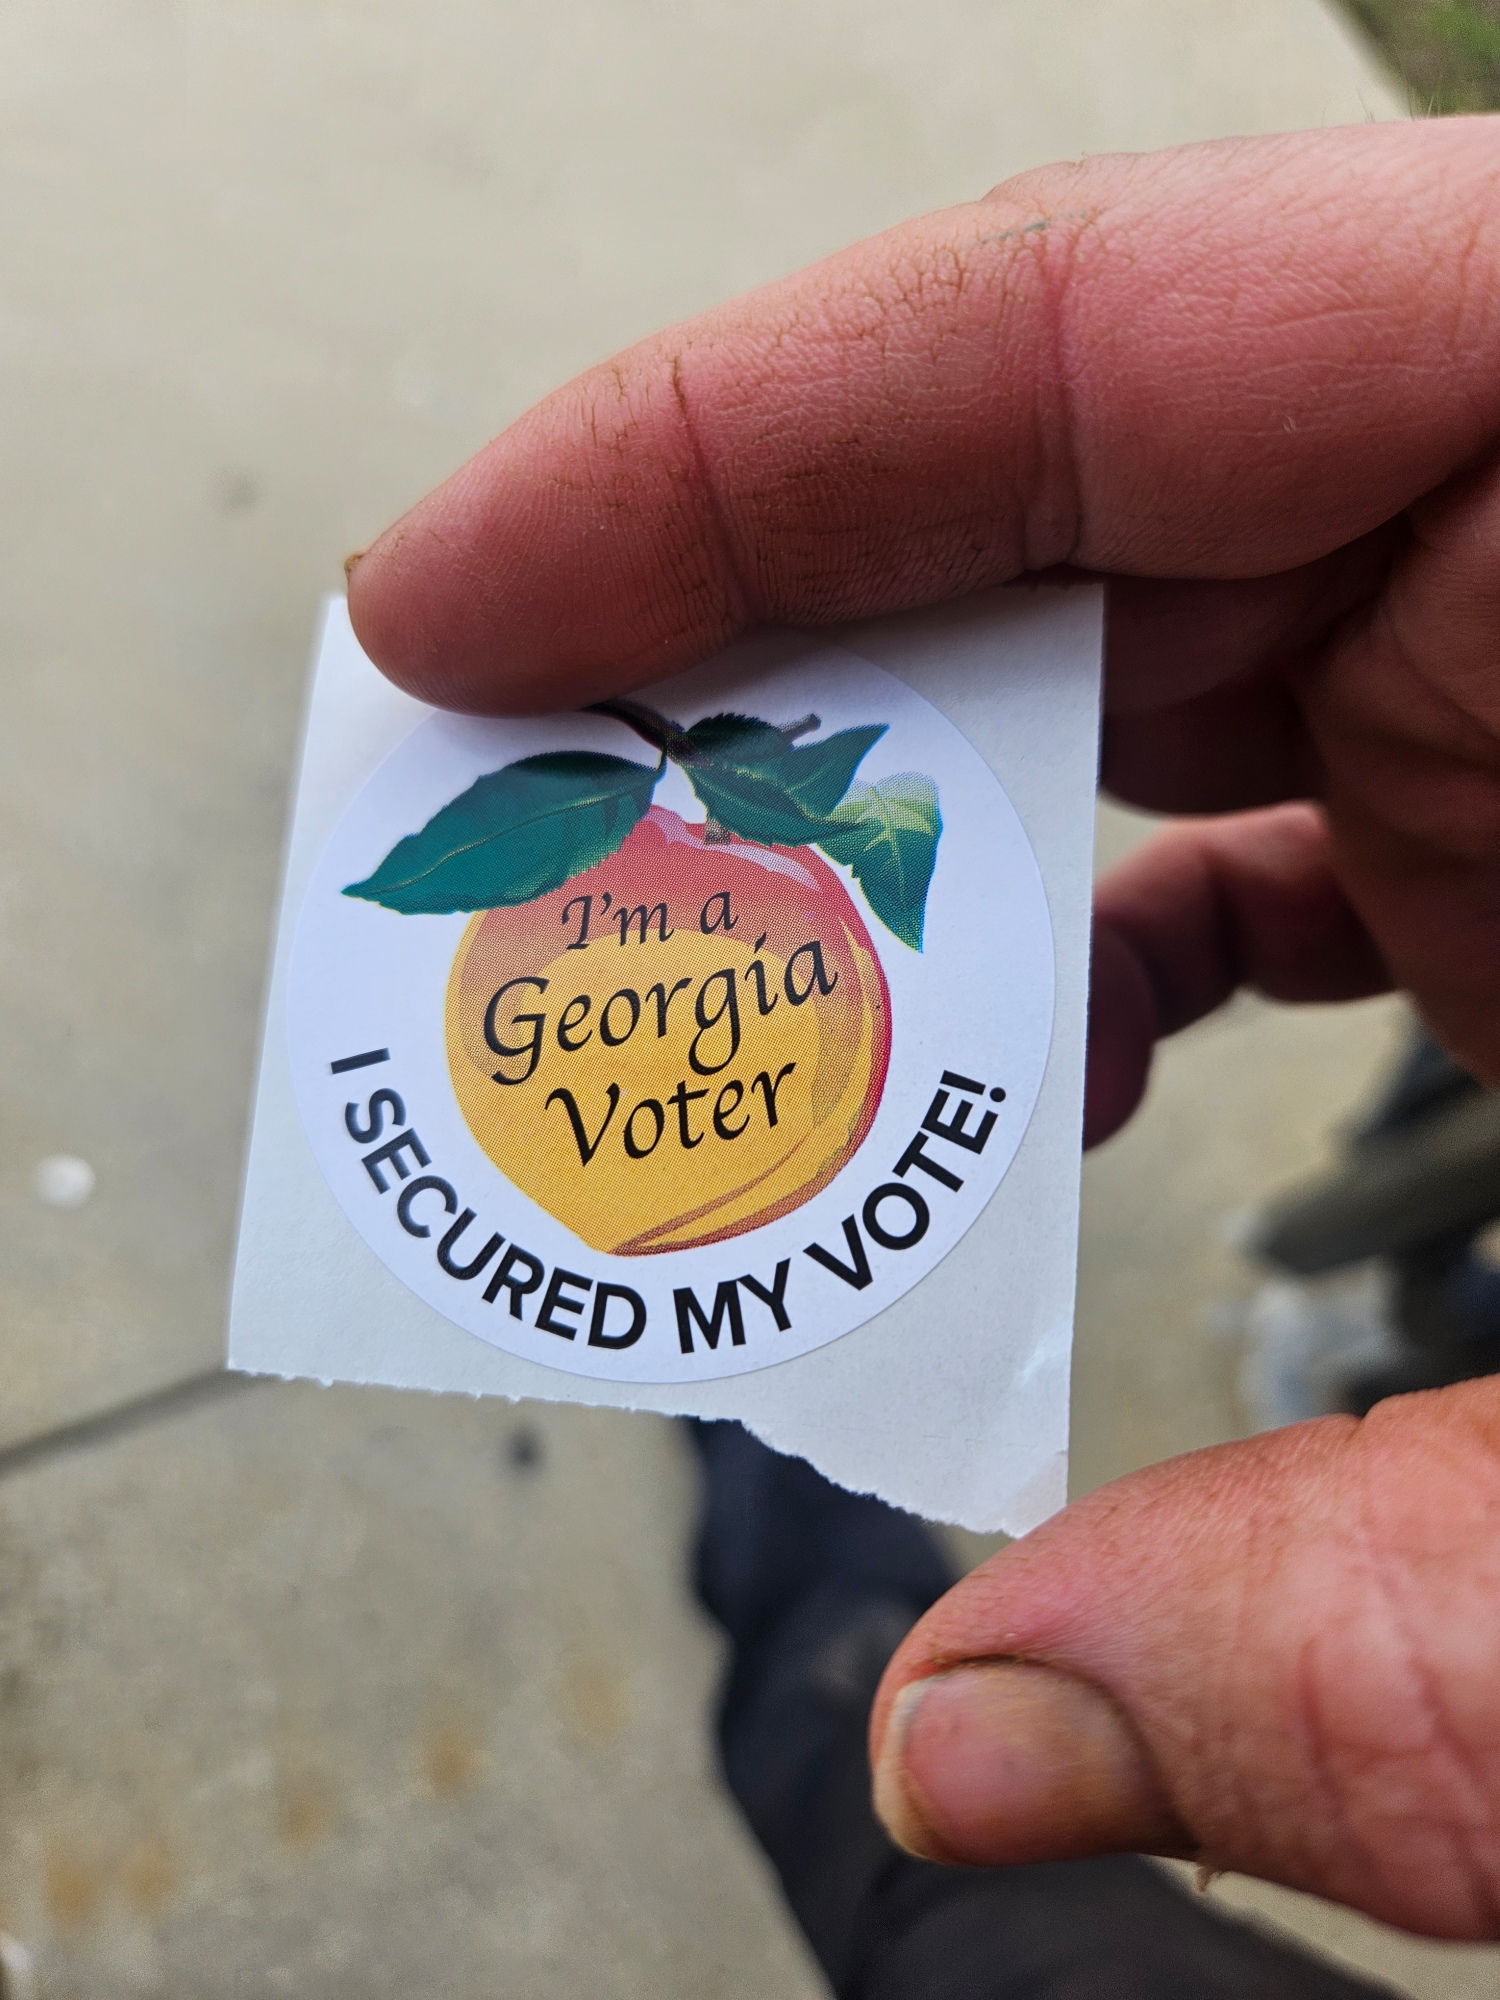 I'm a
Georgia
Voter
I SECURED MY VOTE!